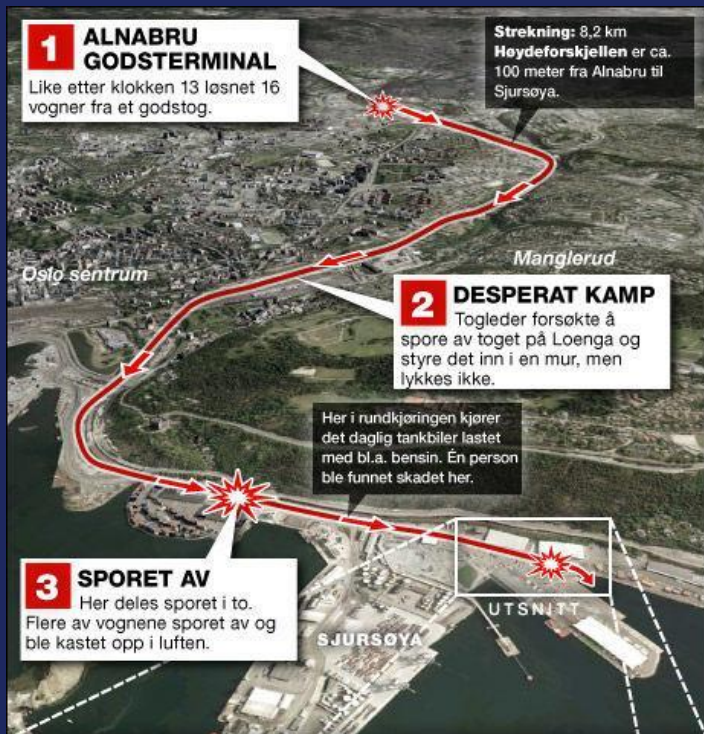 1 ALNABRU
GODSTERMINAL
Like etter klokken 13 løsnet 16
vogner fra et godstog.
Strekning: 8,2 km
Høydeforskjellen er ca.
100 meter fra Alnabru til
Sjursøya.
Oslo sentrum
Manglerud
2 DESPERAT KAMP
Togleder forsøkte å
spore av toget på Loenga og
styre det inn i en mur, men
lykkes ikke.
Her i rundkjøringen kjører
det daglig tankbiler lastet
med bl.a. bensin. Én person
ble funnet skadet her.
3 SPORET AV
Her deles sporet i to.
Flere av vognene sporet av og
ble kastet opp i luften.
UTSNITT
SJURSØYA